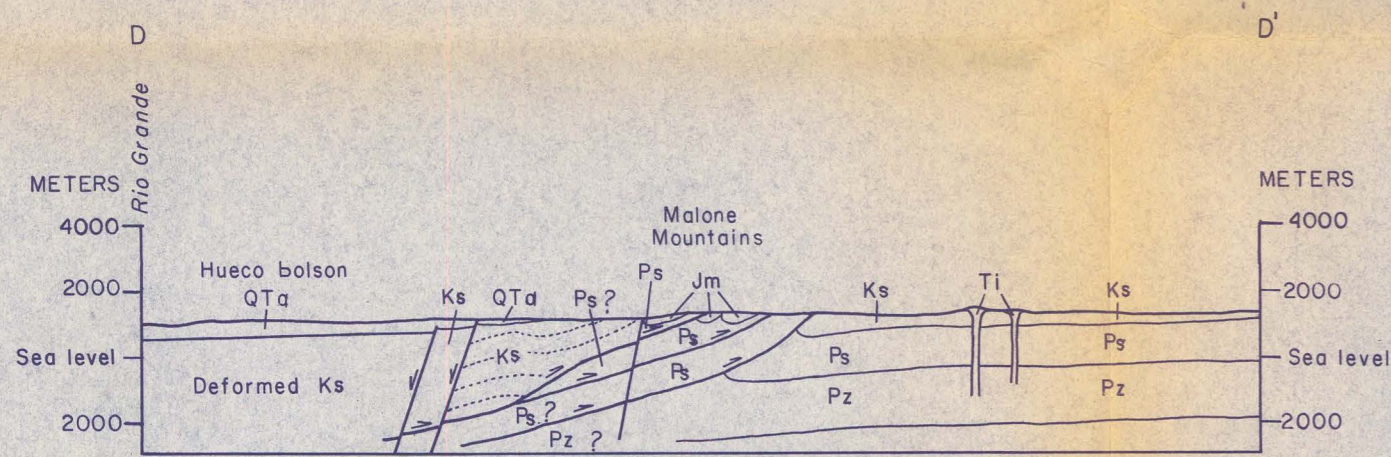 D
D'
Rio Grande
METERS
METERS
4000
4000
Malone
Mountains
Hueco bolson
QTa
2000
2000
Ks
QTa
Ps?
Ps
Jm
Ks
Ti
Ks
Ks
Ps
Ps
Ps
Ps
Sea level
Sea level
Deformed Ks
Pz
Pz
Ps?
2000
2000
Pz ?